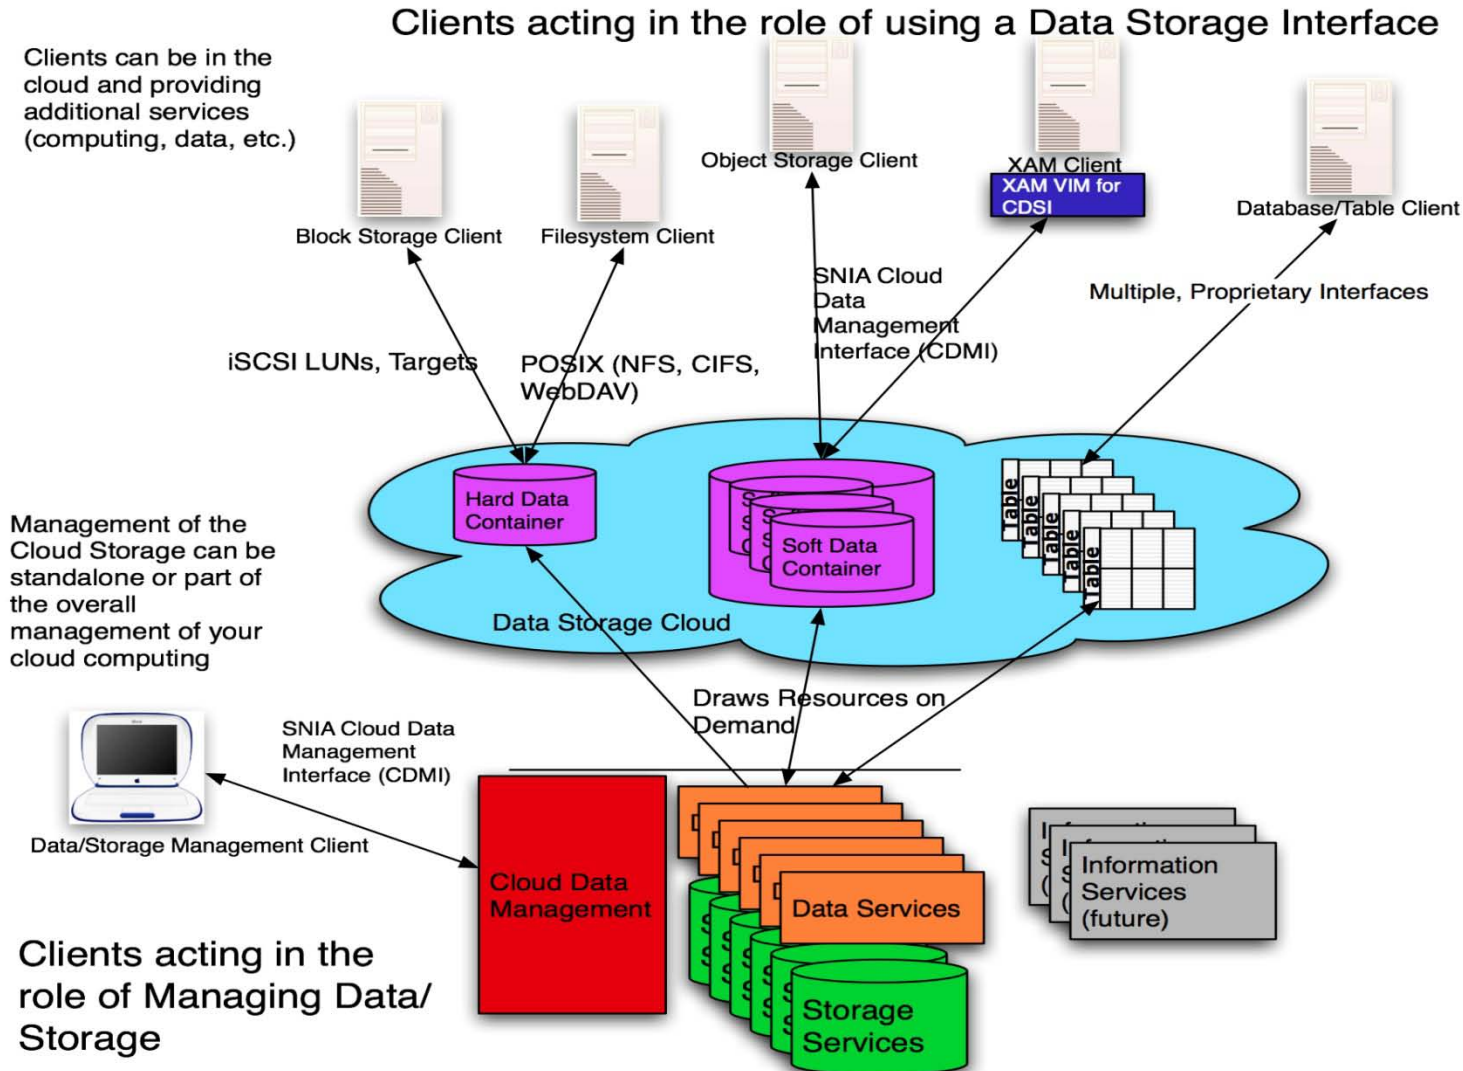 Clients acting in the role of using a Data Storage Interface
Clients can be in the
cloud and providing
additional services
(computing, data, etc.)
Block Storage Client
Filesystem Client
Object Storage Client
XAM Client
XAM VIM for
CDSI
Database/Table Client
iSCSI LUNs, Targets
POSIX (NFS, CIFS,
WebDAV)
SNIA Cloud
Data
Management
Interface (CDMI)
Multiple, Proprietary Interfaces
Hard Data
Container
Soft Data
Container
Table
Table
Table
Table
Table
Data Storage Cloud
Management of the
Cloud Storage can be
standalone or part of
the overall
management of your
cloud computing
Draws Resources on
Demand
SNIA Cloud Data
Management
Interface (CDMI)
Data/Storage Management Client
Cloud Data
Management
Data Services
Storage
Services
Information
Services
(future)
Clients acting in the
role of Managing Data/
Storage